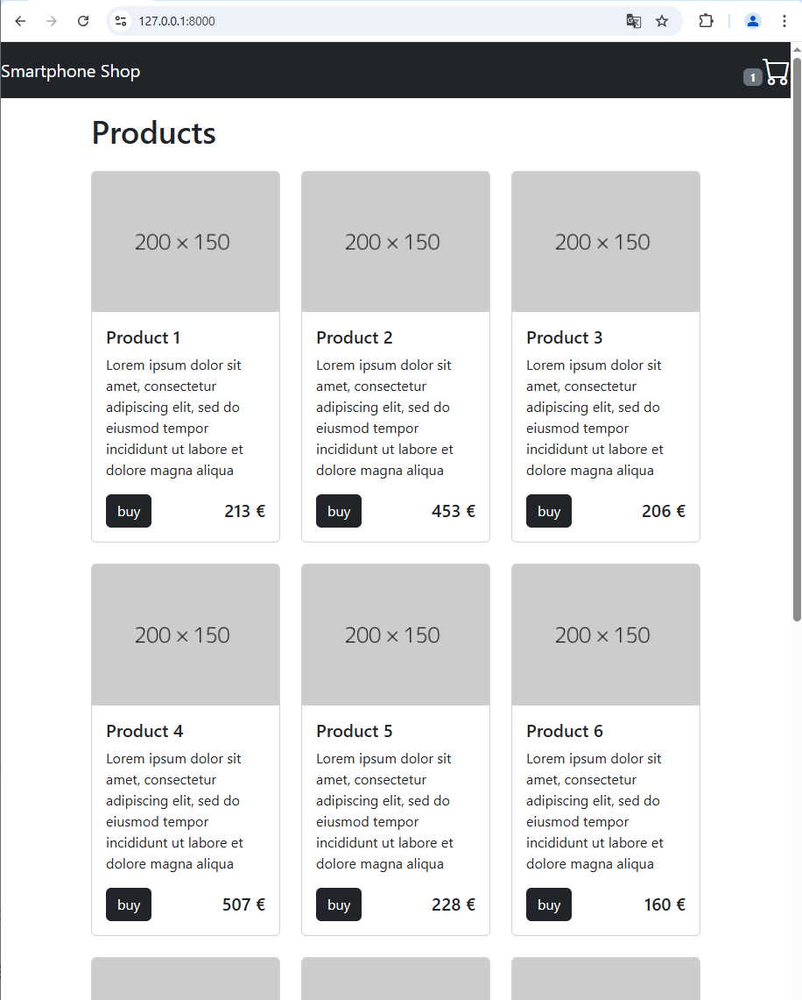 127.0.0.1:8000
Smartphone Shop
1
Products
200 × 150
200 × 150
200 × 150
Product 1
Lorem ipsum dolor sit
amet, consectetur
adipiscing elit, sed do
eiusmod tempor
incididunt ut labore et
dolore magna aliqua
buy
213 €
Product 2
Lorem ipsum dolor sit
amet, consectetur
adipiscing elit, sed do
eiusmod tempor
incididunt ut labore et
dolore magna aliqua
buy
453 €
Product 3
Lorem ipsum dolor sit
amet, consectetur
adipiscing elit, sed do
eiusmod tempor
incididunt ut labore et
dolore magna aliqua
buy
206 €
200 × 150
200 × 150
200 × 150
Product 4
Lorem ipsum dolor sit
amet, consectetur
adipiscing elit, sed do
eiusmod tempor
incididunt ut labore et
dolore magna aliqua
buy
507 €
Product 5
Lorem ipsum dolor sit
amet, consectetur
adipiscing elit, sed do
eiusmod tempor
incididunt ut labore et
dolore magna aliqua
buy
228 €
Product 6
Lorem ipsum dolor sit
amet, consectetur
adipiscing elit, sed do
eiusmod tempor
incididunt ut labore et
dolore magna aliqua
buy
160 €